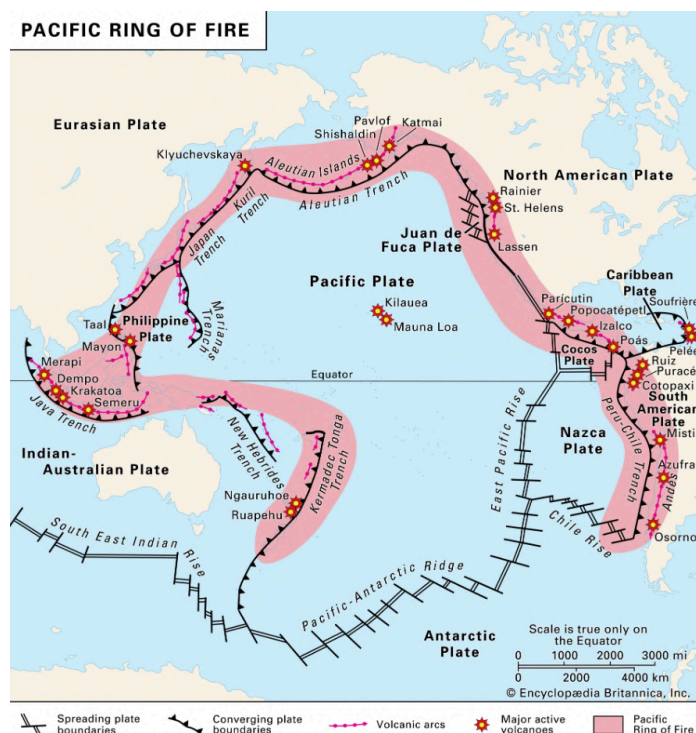 PACIFIC RING OF FIRE
Eurasian Plate
Klyuchevskaya
Shishaldin
Pavlof
Katmai
Aleutian Islands
Aleutian Trench
Kuril
Trench
Japan
Trench
North American Plate
Rainier
St. Helens
Lassen
Juan de
Fuca Plate
Pacific Plate
Kilauea
Mauna Loa
Caribbean
Plate
Soufrière
Pelée
Parícutin
Popocatépetl
Izalco
Poás
Cocos
Plate
Ruiz
Puracé
Cotopaxi
South
American
Plate
Misti
Azufra
Andes
Osorno
Peru-Chile Trench
Nazca
Plate
Taal
Philippine
Plate
Mayon
Marianas
Trench
Merapi
Dempo
Krakatoa
Semeru
Java Trench
Equator
New Hebrides
Trench
Kermadec Tonga
Trench
Indian-
Australian Plate
Ngauruhoe
Ruapehu
South East Indian Rise
East Pacific Rise
Chile Rise
Pacific-Antarctic Ridge
Antarctic
Plate
Scale is true only on
the Equator
0 1000 2000 3000 mi
0 2000 4000 km
© Encyclopædia Britannica, Inc.
Spreading plate
boundaries
Converging plate
boundaries
Volcanic arcs
Major active
volcanoes
Pacific
Ring of Fire